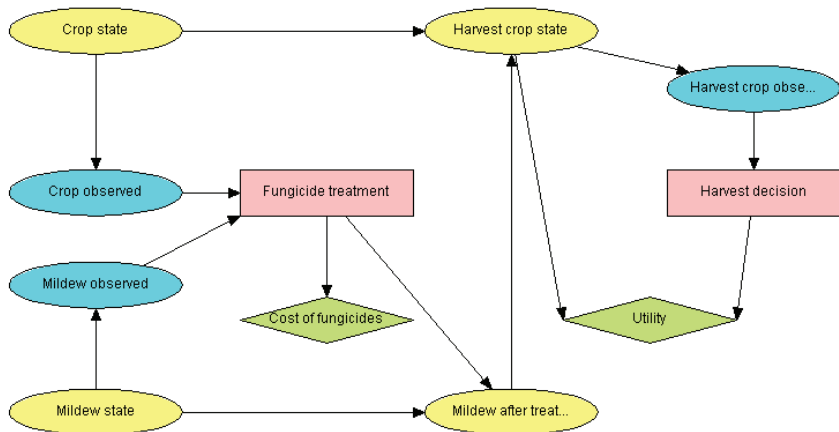 Crop state
Harvest crop state
Harvest crop obse...
Crop observed
Fungicide treatment
Harvest decision
Mildew observed
Cost of fungicides
Utility
Mildew state
Mildew after treat...